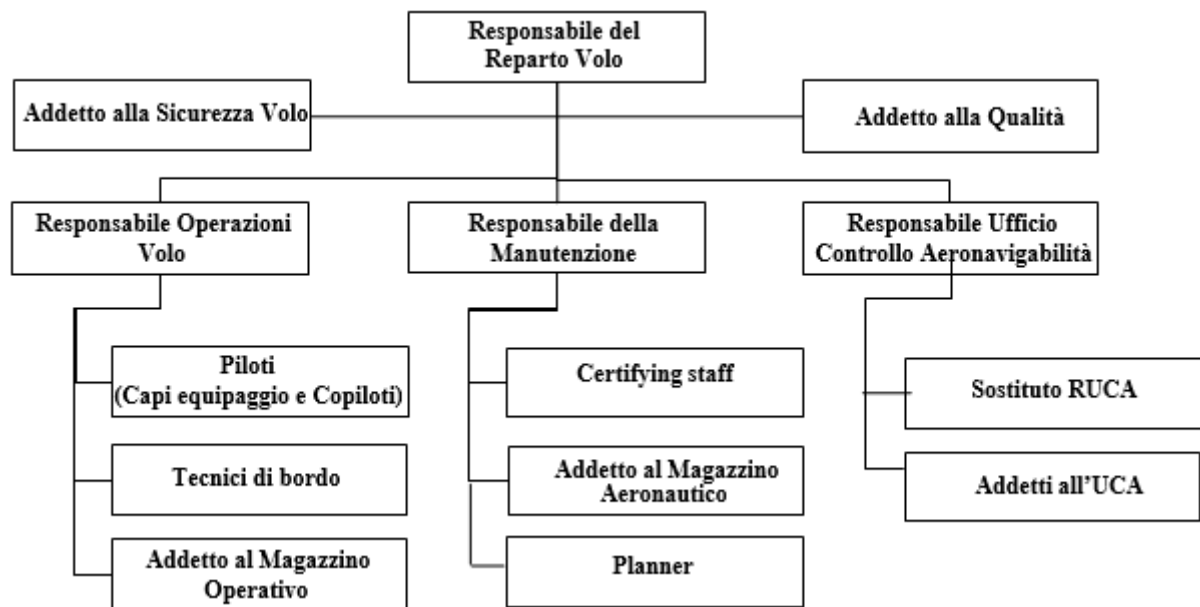 Responsabile del
Reparto Volo
Addetto alla Sicurezza Volo
Addetto alla Qualità
Responsabile Operazioni
Volo
Responsabile della
Manutenzione
Responsabile Ufficio
Controllo Aeronavigabilità
Piloti
(Capi equipaggio e Copiloti)
Certifying staff
Sostituto RUCA
Tecnici di bordo
Addetto al Magazzino
Aeronautico
Addetti all’UCA
Addetto al Magazzino
Operativo
Planner